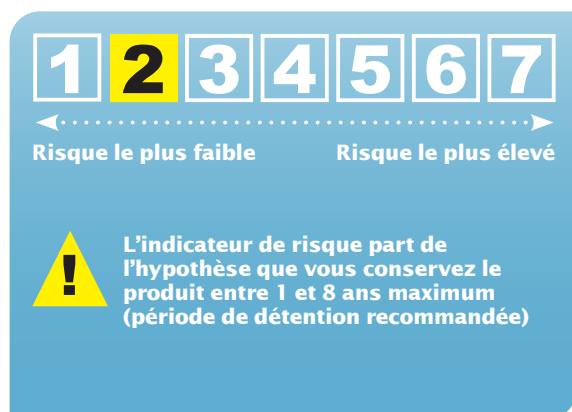 1 2 3 4 5 6 7
Risque le plus faible Risque le plus élevé
!
L'indicateur de risque part de
l'hypothèse que vous conservez le
produit entre 1 et 8 ans maximum
(période de détention recommandée)